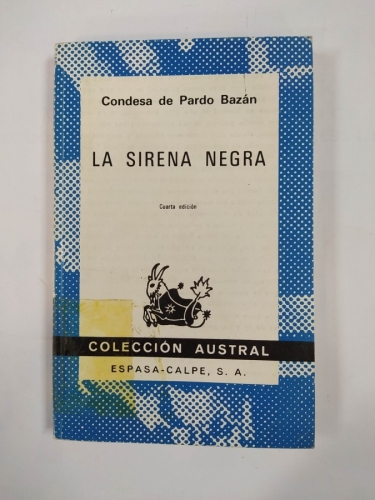 Condesa de Pardo Bazán
LA SIRENA NEGRA
Cuarta edición
COLECCIÓN AUSTRAL
ESPASA-CALPE, S. A.